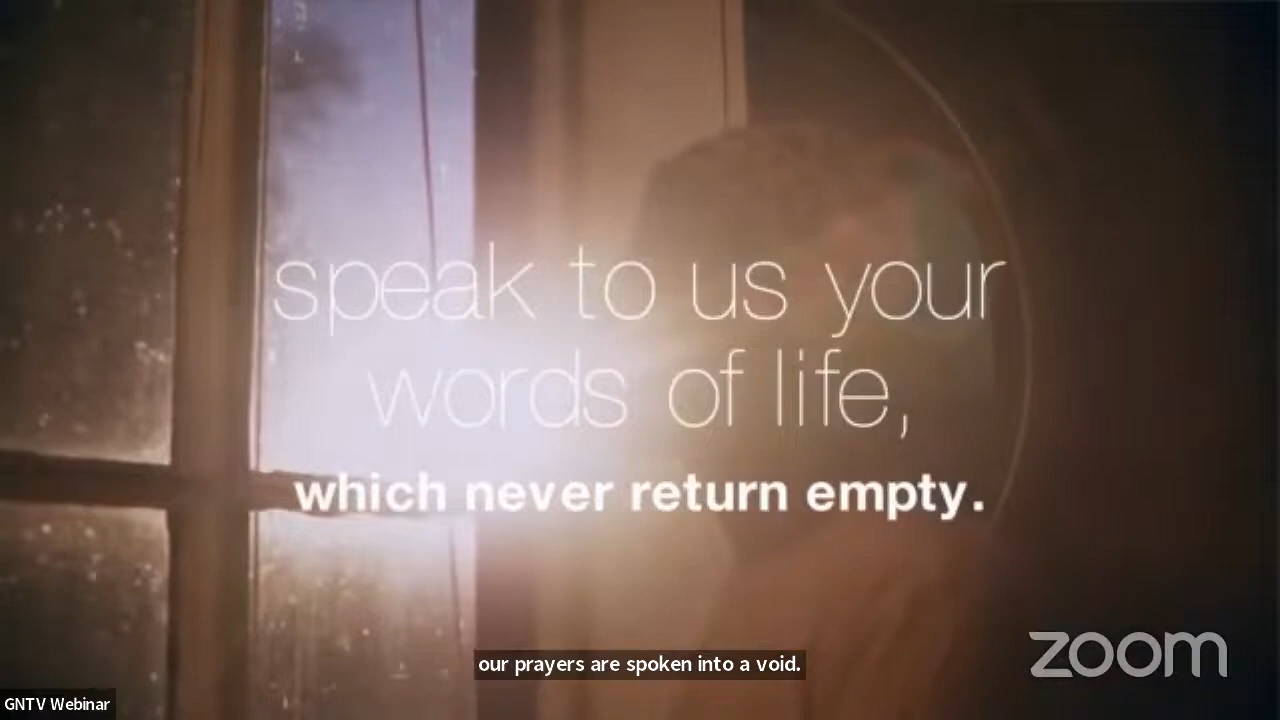 speak to us your
words of life,
which never return empty.
our prayers are spoken into a void.
zoom
GNTV Webinar